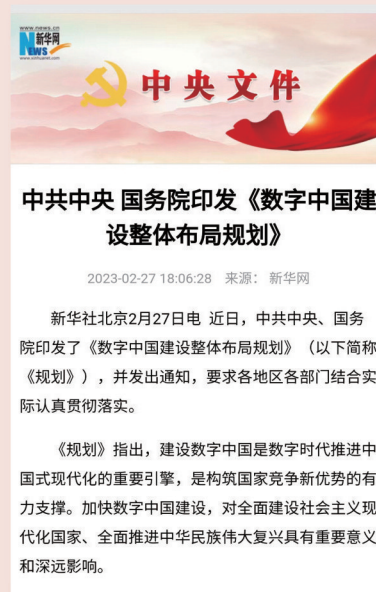 www.news.cn
新华网
NEWS
www.xinhuanet.com
中央文件
中共中央 国务院印发《数字中国建
设整体布局规划》
2023-02-27 18:06:28 来源： 新华网
新华社北京2月27日电 近日，中共中央、国务
院印发了《数字中国建设整体布局规划》（以下简称
《规划》），并发出通知，要求各地区各部门结合实
际认真贯彻落实。
《规划》指出，建设数字中国是数字时代推进中
国式现代化的重要引擎，是构筑国家竞争新优势的有
力支撑。加快数字中国建设，对全面建设社会主义现
代化国家、全面推进中华民族伟大复兴具有重要意义
和深远影响。